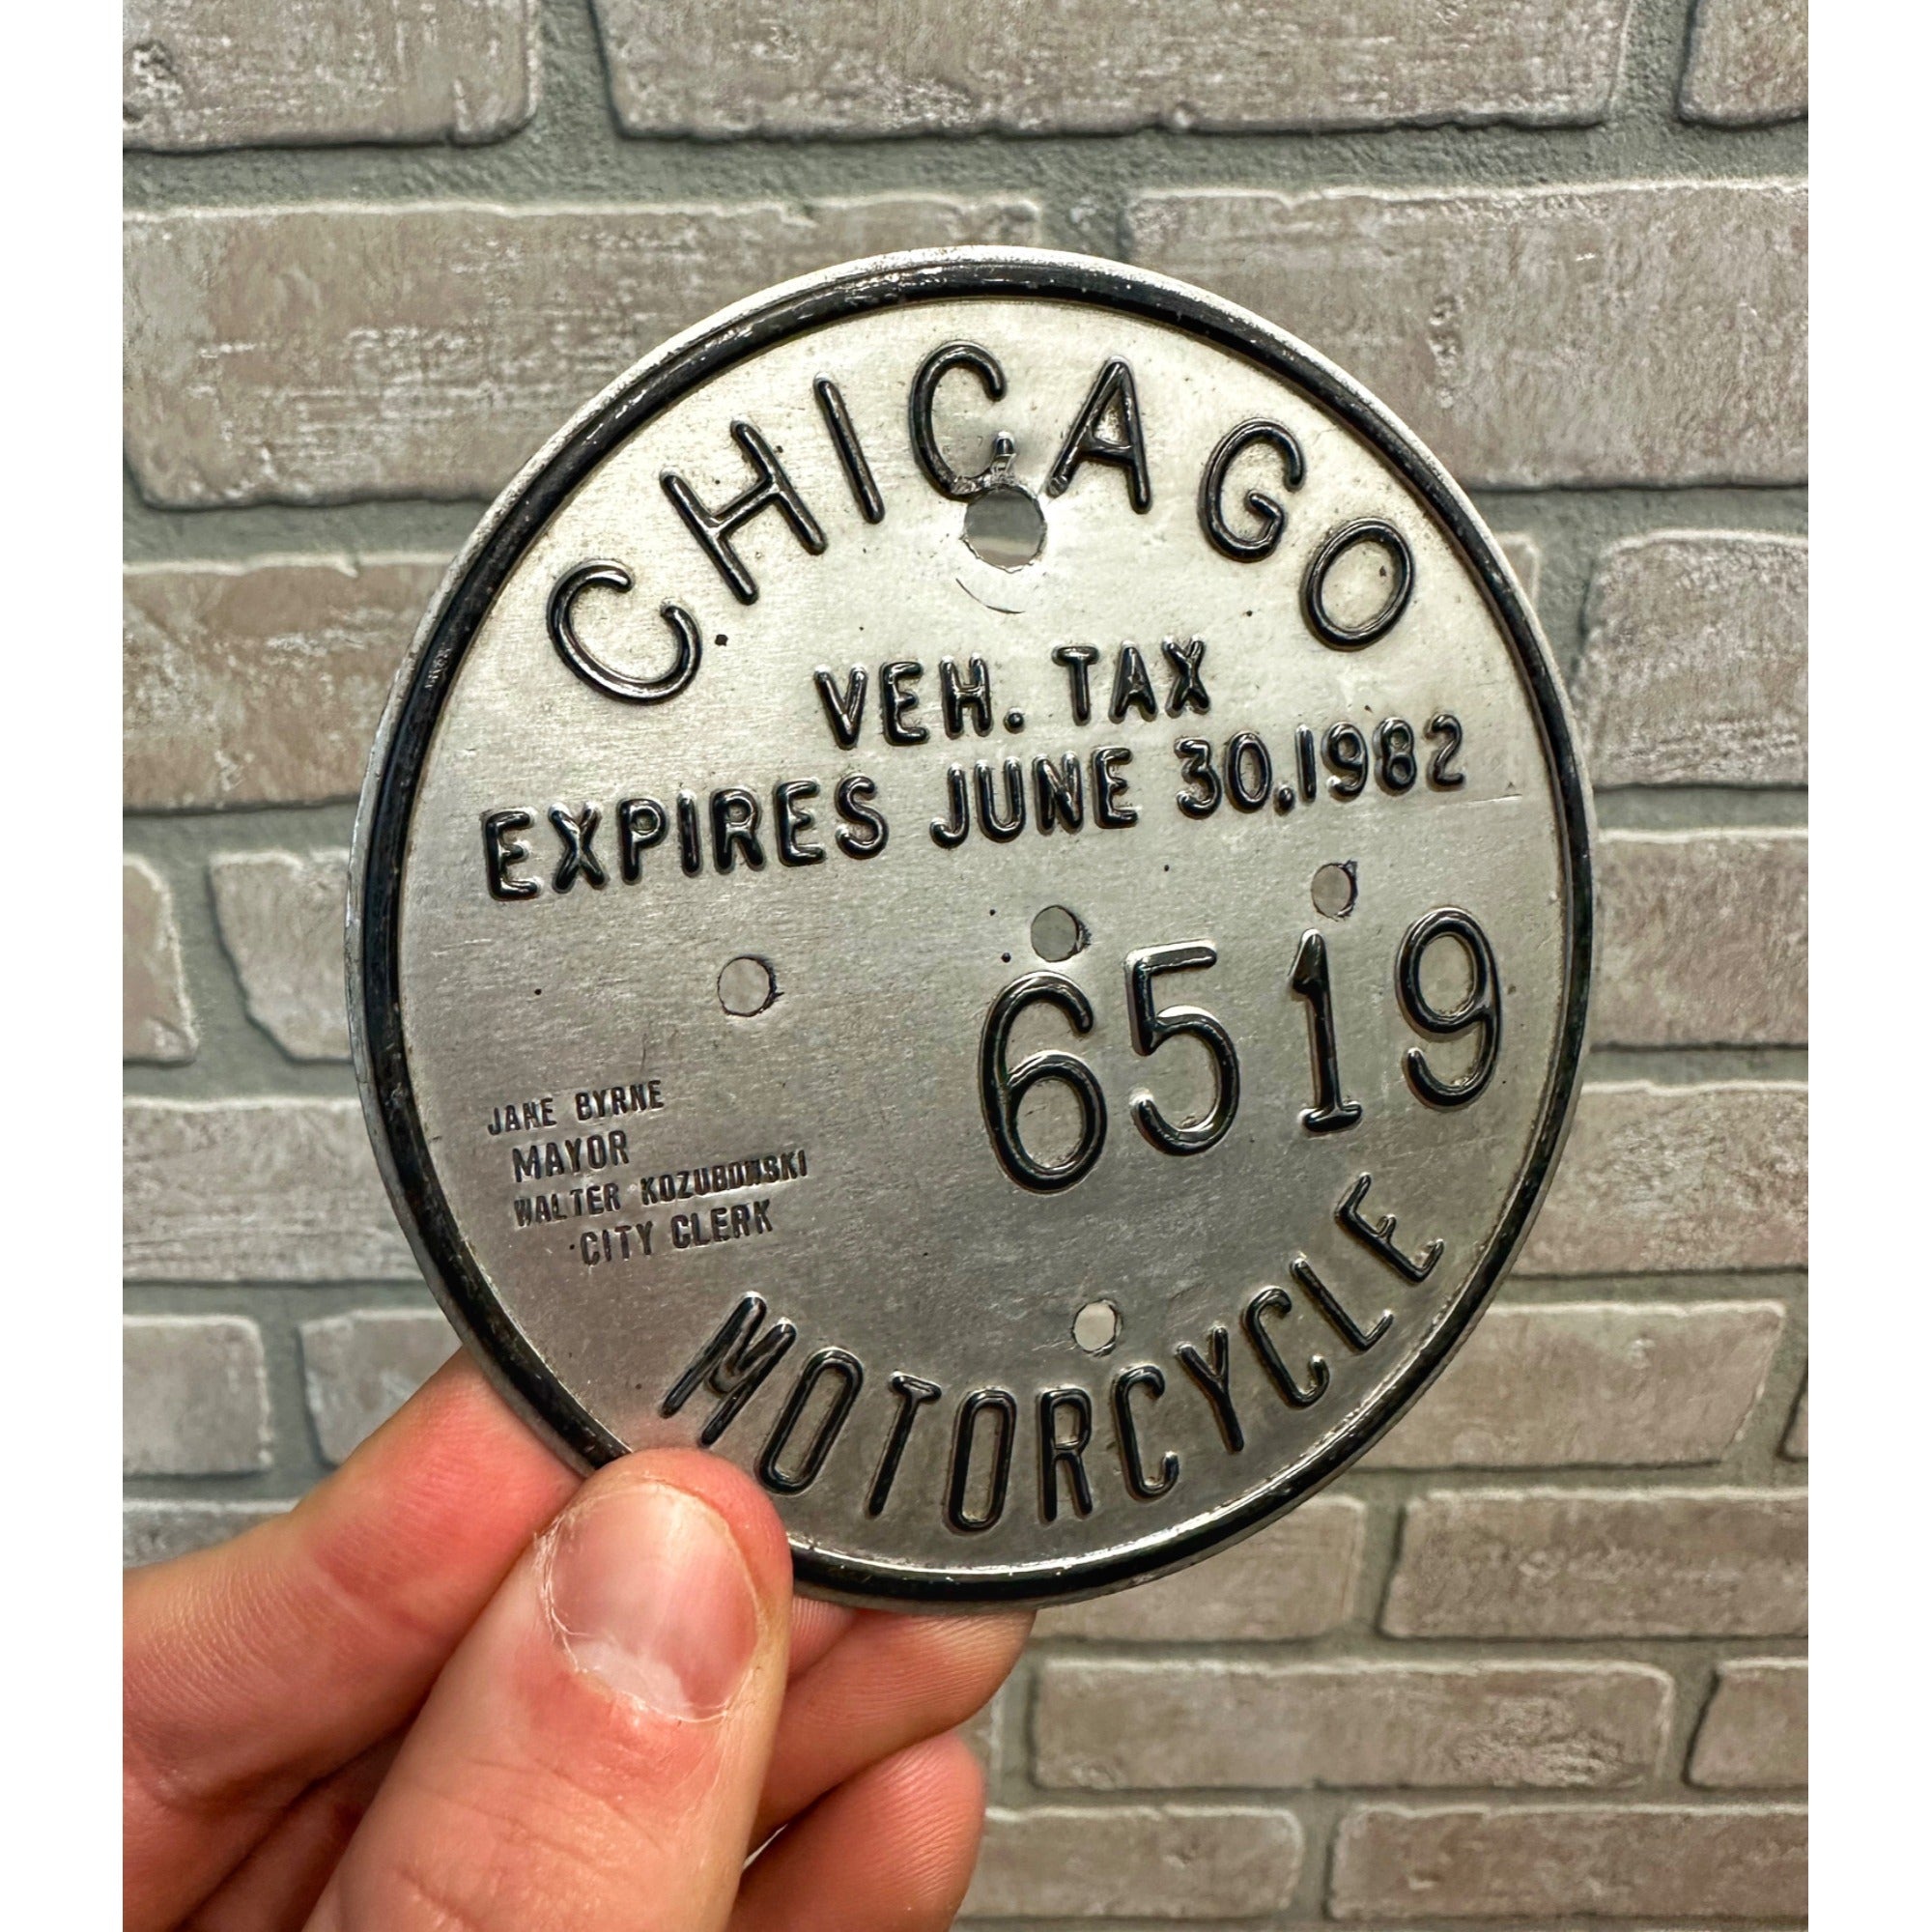 CHICAGO
VEH. TAX
EXPIRES JUNE 30,1982
6519
JANE BYRNE
MAYOR
WALTER KOZUBOWSKI
CITY CLERK
MOTORCYCLE